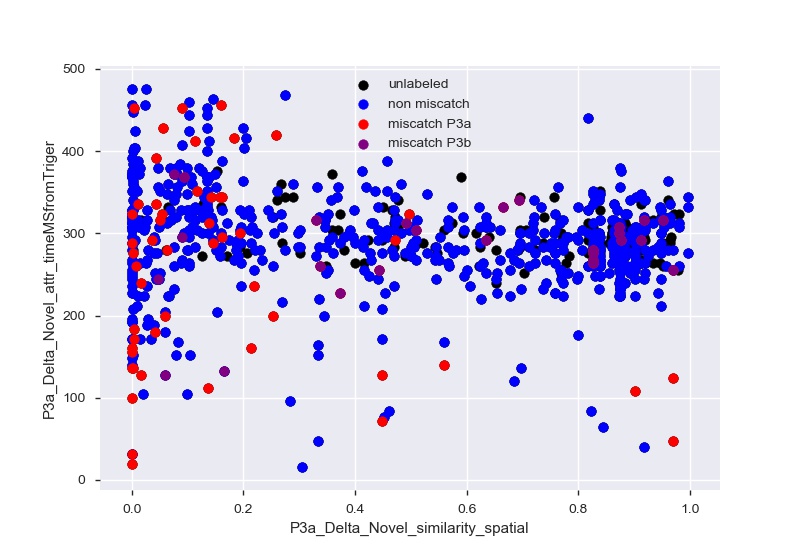 500
400
300
200
100
0
P3a_Delta_Novel_attr_timeMSfromTriger
unlabeled
non miscatch
miscatch P3a
miscatch P3b
0.0 0.2 0.4 0.6 0.8 1.0
P3a_Delta_Novel_similarity_spatial